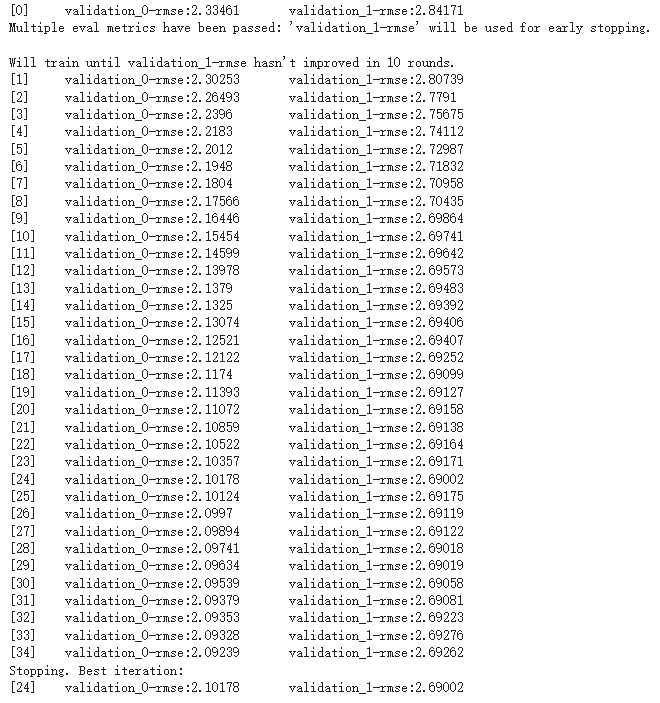 [0] validation_0-rmse:2.33461 validation_1-rmse:2.84171
Multiple eval metrics have been passed: 'validation_1-rmse' will be used for early stopping.
Will train until validation_1-rmse hasn't improved in 10 rounds.
[1] validation_0-rmse:2.30253 validation_1-rmse:2.80739
[2] validation_0-rmse:2.26493 validation_1-rmse:2.7791
[3] validation_0-rmse:2.2396 validation_1-rmse:2.75675
[4] validation_0-rmse:2.2183 validation_1-rmse:2.74112
[5] validation_0-rmse:2.2012 validation_1-rmse:2.72987
[6] validation_0-rmse:2.1948 validation_1-rmse:2.71832
[7] validation_0-rmse:2.1804 validation_1-rmse:2.70958
[8] validation_0-rmse:2.17566 validation_1-rmse:2.70435
[9] validation_0-rmse:2.16446 validation_1-rmse:2.69864
[10] validation_0-rmse:2.15454 validation_1-rmse:2.69741
[11] validation_0-rmse:2.14599 validation_1-rmse:2.69642
[12] validation_0-rmse:2.13978 validation_1-rmse:2.69573
[13] validation_0-rmse:2.1379 validation_1-rmse:2.69483
[14] validation_0-rmse:2.1325 validation_1-rmse:2.69392
[15] validation_0-rmse:2.13074 validation_1-rmse:2.69406
[16] validation_0-rmse:2.12521 validation_1-rmse:2.69407
[17] validation_0-rmse:2.12122 validation_1-rmse:2.69252
[18] validation_0-rmse:2.1174 validation_1-rmse:2.69099
[19] validation_0-rmse:2.11393 validation_1-rmse:2.69127
[20] validation_0-rmse:2.11072 validation_1-rmse:2.69158
[21] validation_0-rmse:2.10859 validation_1-rmse:2.69138
[22] validation_0-rmse:2.10522 validation_1-rmse:2.69164
[23] validation_0-rmse:2.10357 validation_1-rmse:2.69171
[24] validation_0-rmse:2.10178 validation_1-rmse:2.69002
[25] validation_0-rmse:2.10124 validation_1-rmse:2.69175
[26] validation_0-rmse:2.0997 validation_1-rmse:2.69119
[27] validation_0-rmse:2.09894 validation_1-rmse:2.69122
[28] validation_0-rmse:2.09741 validation_1-rmse:2.69018
[29] validation_0-rmse:2.09634 validation_1-rmse:2.69019
[30] validation_0-rmse:2.09539 validation_1-rmse:2.69058
[31] validation_0-rmse:2.09379 validation_1-rmse:2.69081
[32] validation_0-rmse:2.09353 validation_1-rmse:2.69223
[33] validation_0-rmse:2.09328 validation_1-rmse:2.69276
[34] validation_0-rmse:2.09239 validation_1-rmse:2.69262
Stopping. Best iteration:
[24] validation_0-rmse:2.10178 validation_1-rmse:2.69002